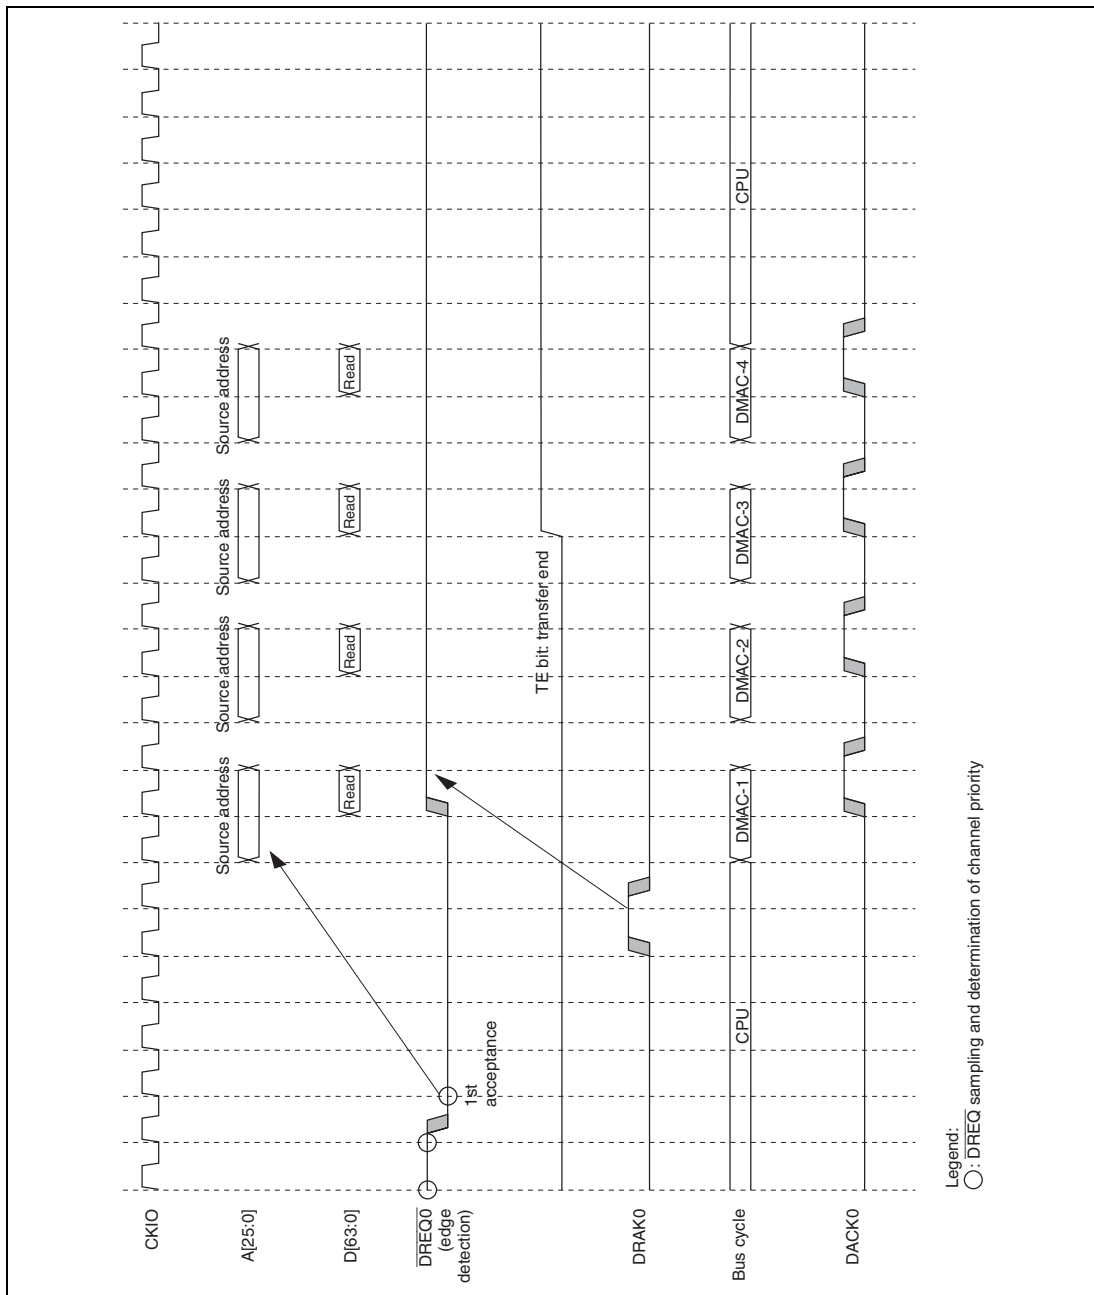 CKIO
A[25:0]
Source address
Source address
Source address
Source address
D[63:0]
Read
Read
Read
Read
DREQ0
(edge
detection)
1st
acceptance
TE bit: transfer end
DRAK0
Bus cycle
CPU
DMAC-1
DMAC-2
DMAC-3
DMAC-4
CPU
DACK0
Legend:
: DREQ sampling and determination of channel priority